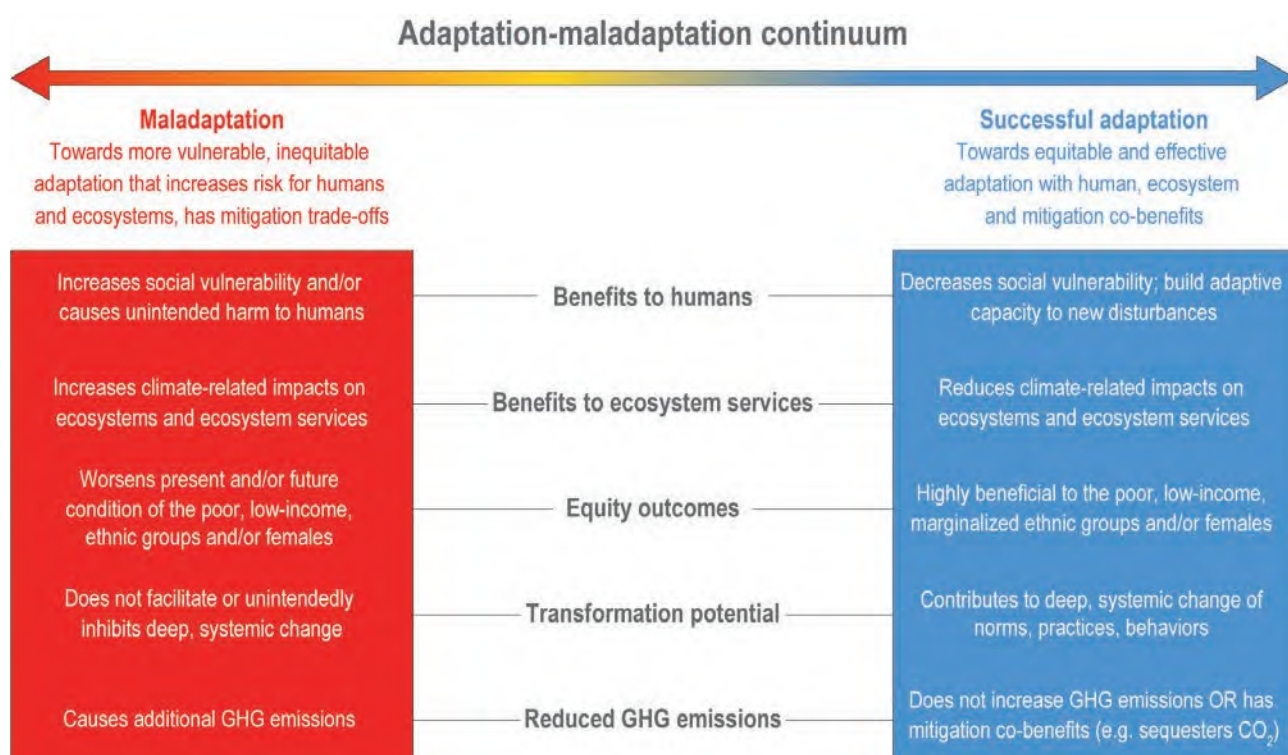 Adaptation-maladaptation continuum
Maladaptation
Towards more vulnerable, inequitable
adaptation that increases risk for humans
and ecosystems, has mitigation trade-offs
Successful adaptation
Towards equitable and effective
adaptation with human, ecosystem
and mitigation co-benefits
Increases social vulnerability and/or
causes unintended harm to humans
Benefits to humans
Decreases social vulnerability; build adaptive
capacity to new disturbances
Increases climate-related impacts on
ecosystems and ecosystem services
Benefits to ecosystem services
Reduces climate-related impacts on
ecosystems and ecosystem services
Worsens present and/or future
condition of the poor, low-income,
ethnic groups and/or females
Equity outcomes
Highly beneficial to the poor, low-income,
marginalized ethnic groups and/or females
Does not facilitate or unintendedly
inhibits deep, systemic change
Transformation potential
Contributes to deep, systemic change of
norms, practices, behaviors
Causes additional GHG emissions
Reduced GHG emissions
Does not increase GHG emissions OR has
mitigation co-benefits (e.g. sequesters CO₂)